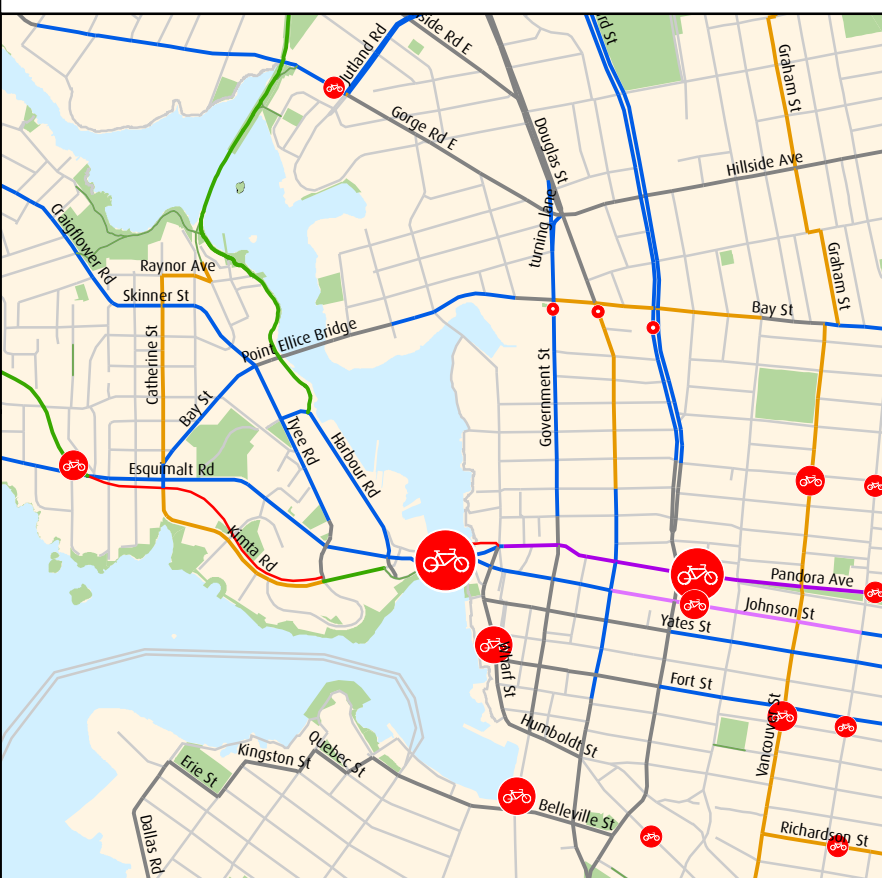 side Rd E
rd St
Jutland Rd
Graham St
Gorge Rd E
Douglas St
Hillside Ave
turning lane
Craigflower Rd
Raynor Ave
Graham St
Skinner St
Bay St
Point Ellice Bridge
Catherine St
Government St
Bay St
Tyee Rd
Harbour Rd
Esquimalt Rd
Kimta Rd
Pandora Ave
Johnson St
Yates St
Wharf St
Fort St
Vancouver St
Humboldt St
Quebec St
Kingston St
Erie St
Belleville St
Dallas Rd
Richardson St